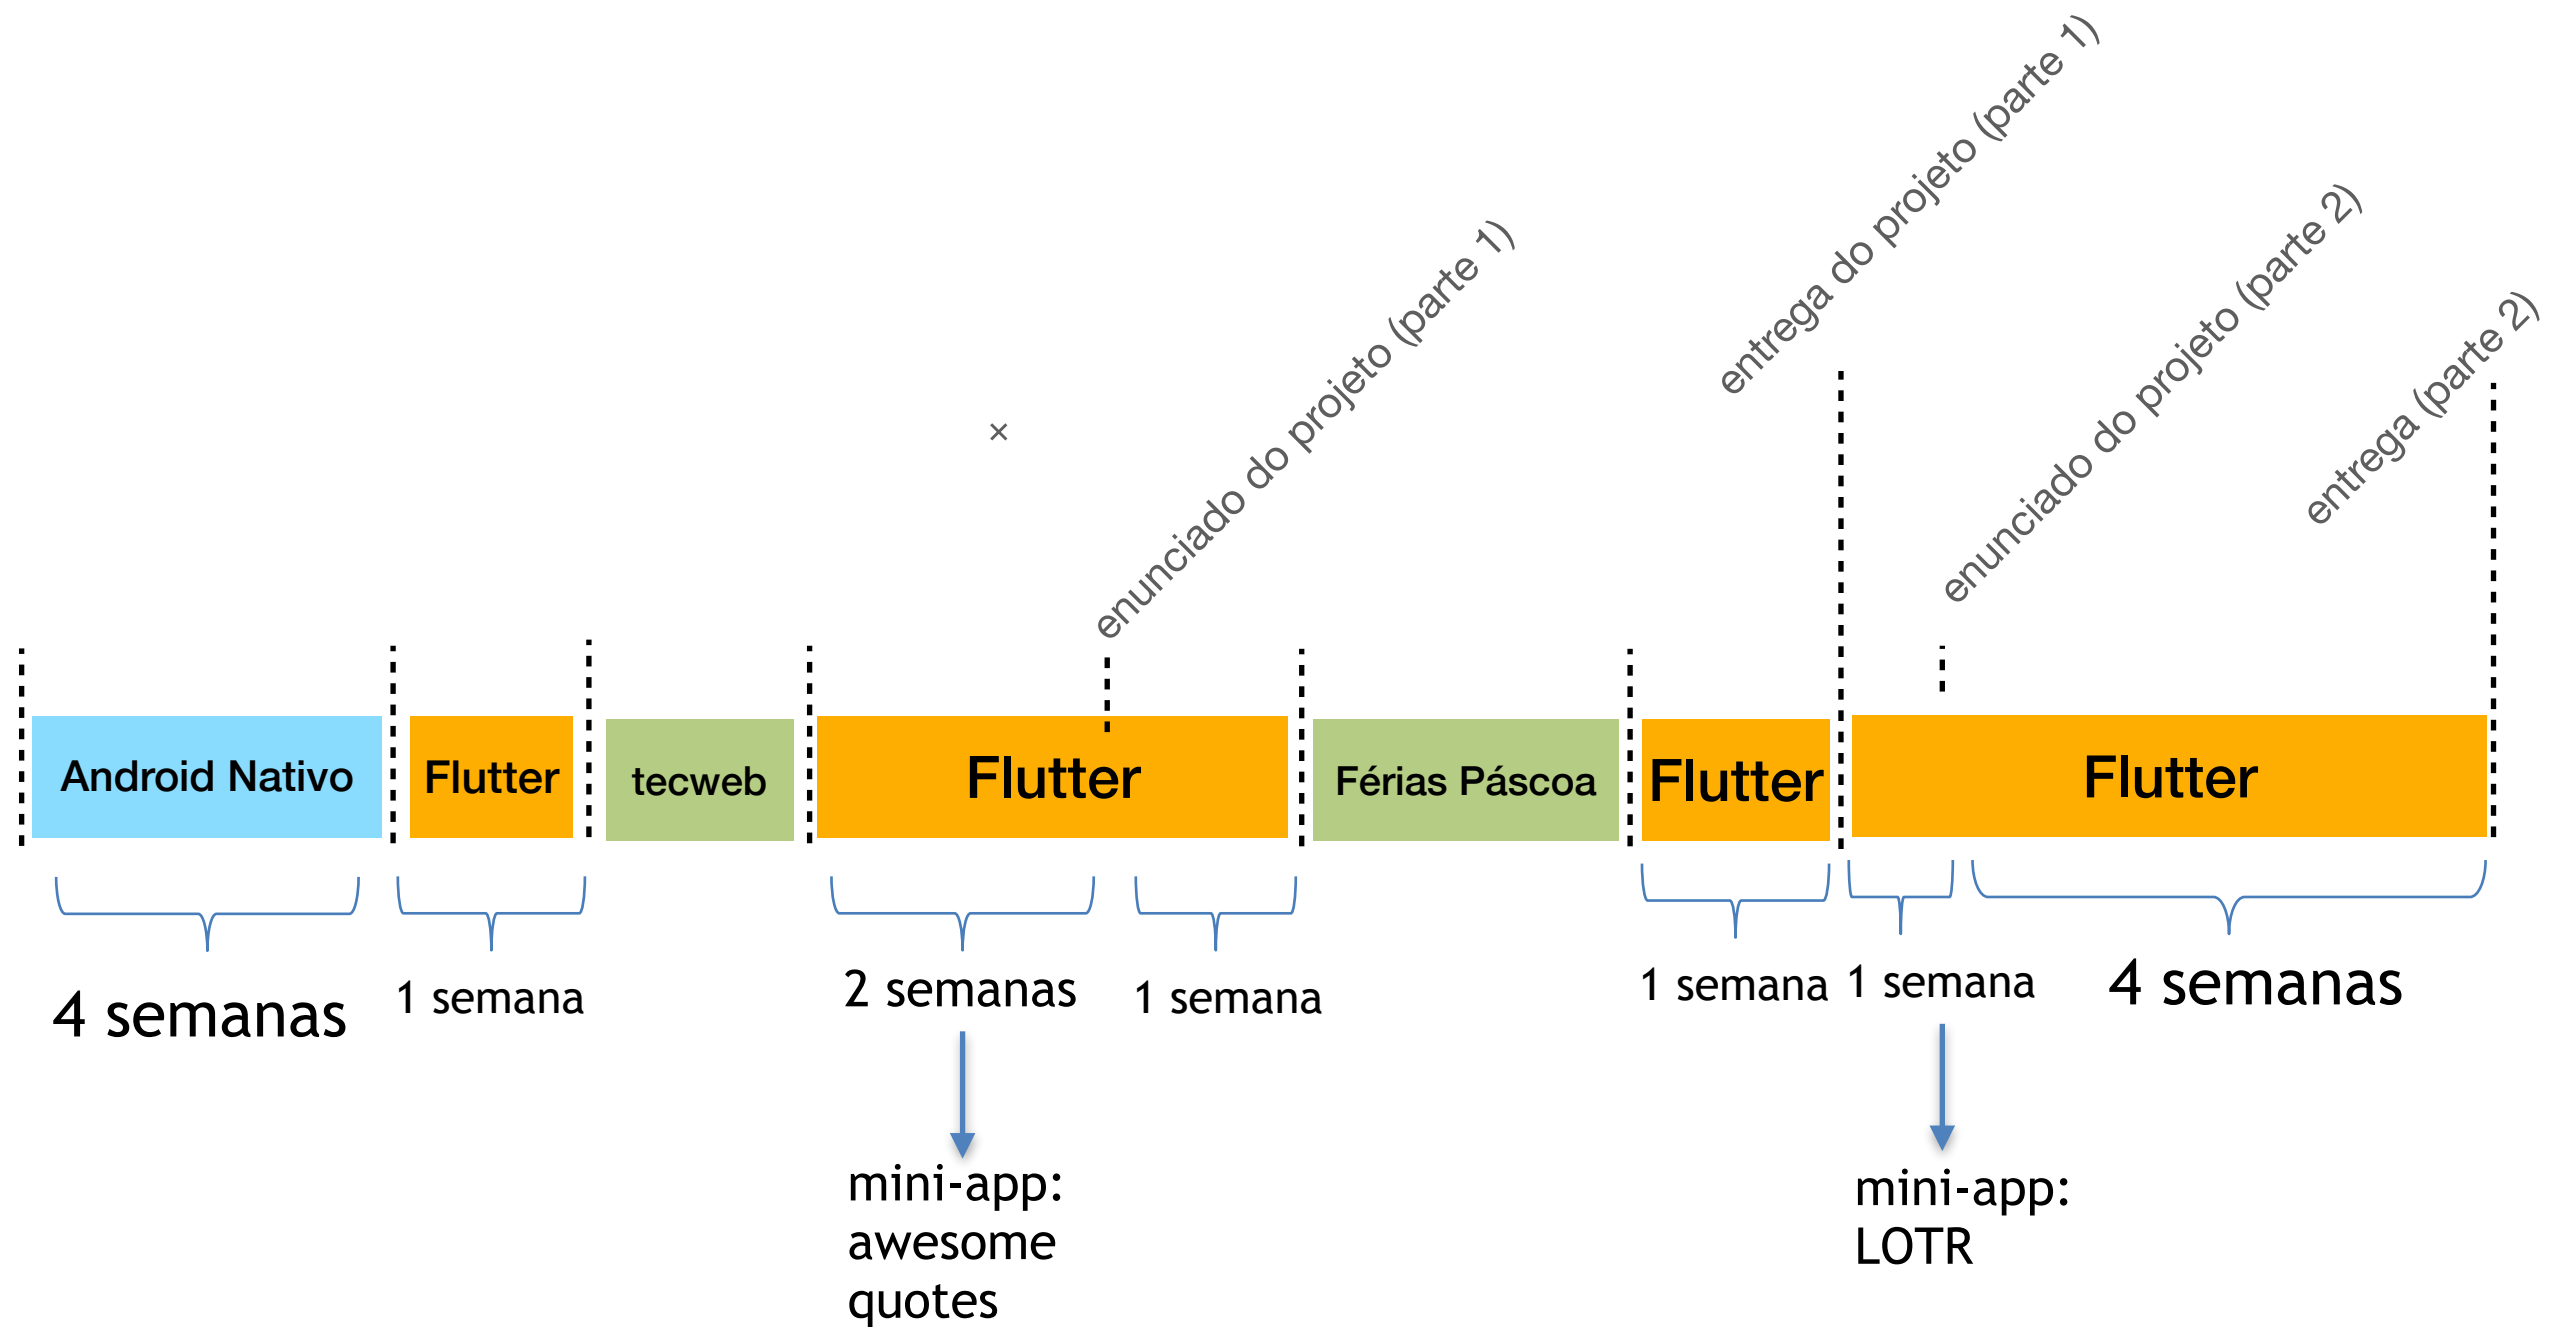 entrega do projeto (parte 1)
enunciado do projeto (parte 2)
enunciado do projeto (parte 1)
entrega (parte 2)
+
Android Nativo
Flutter
tecweb
Flutter
Férias Páscoa
Flutter
Flutter
4 semanas
1 semana
2 semanas
1 semana
1 semana
1 semana
4 semanas
mini-app:
awesome
quotes
mini-app:
LOTR